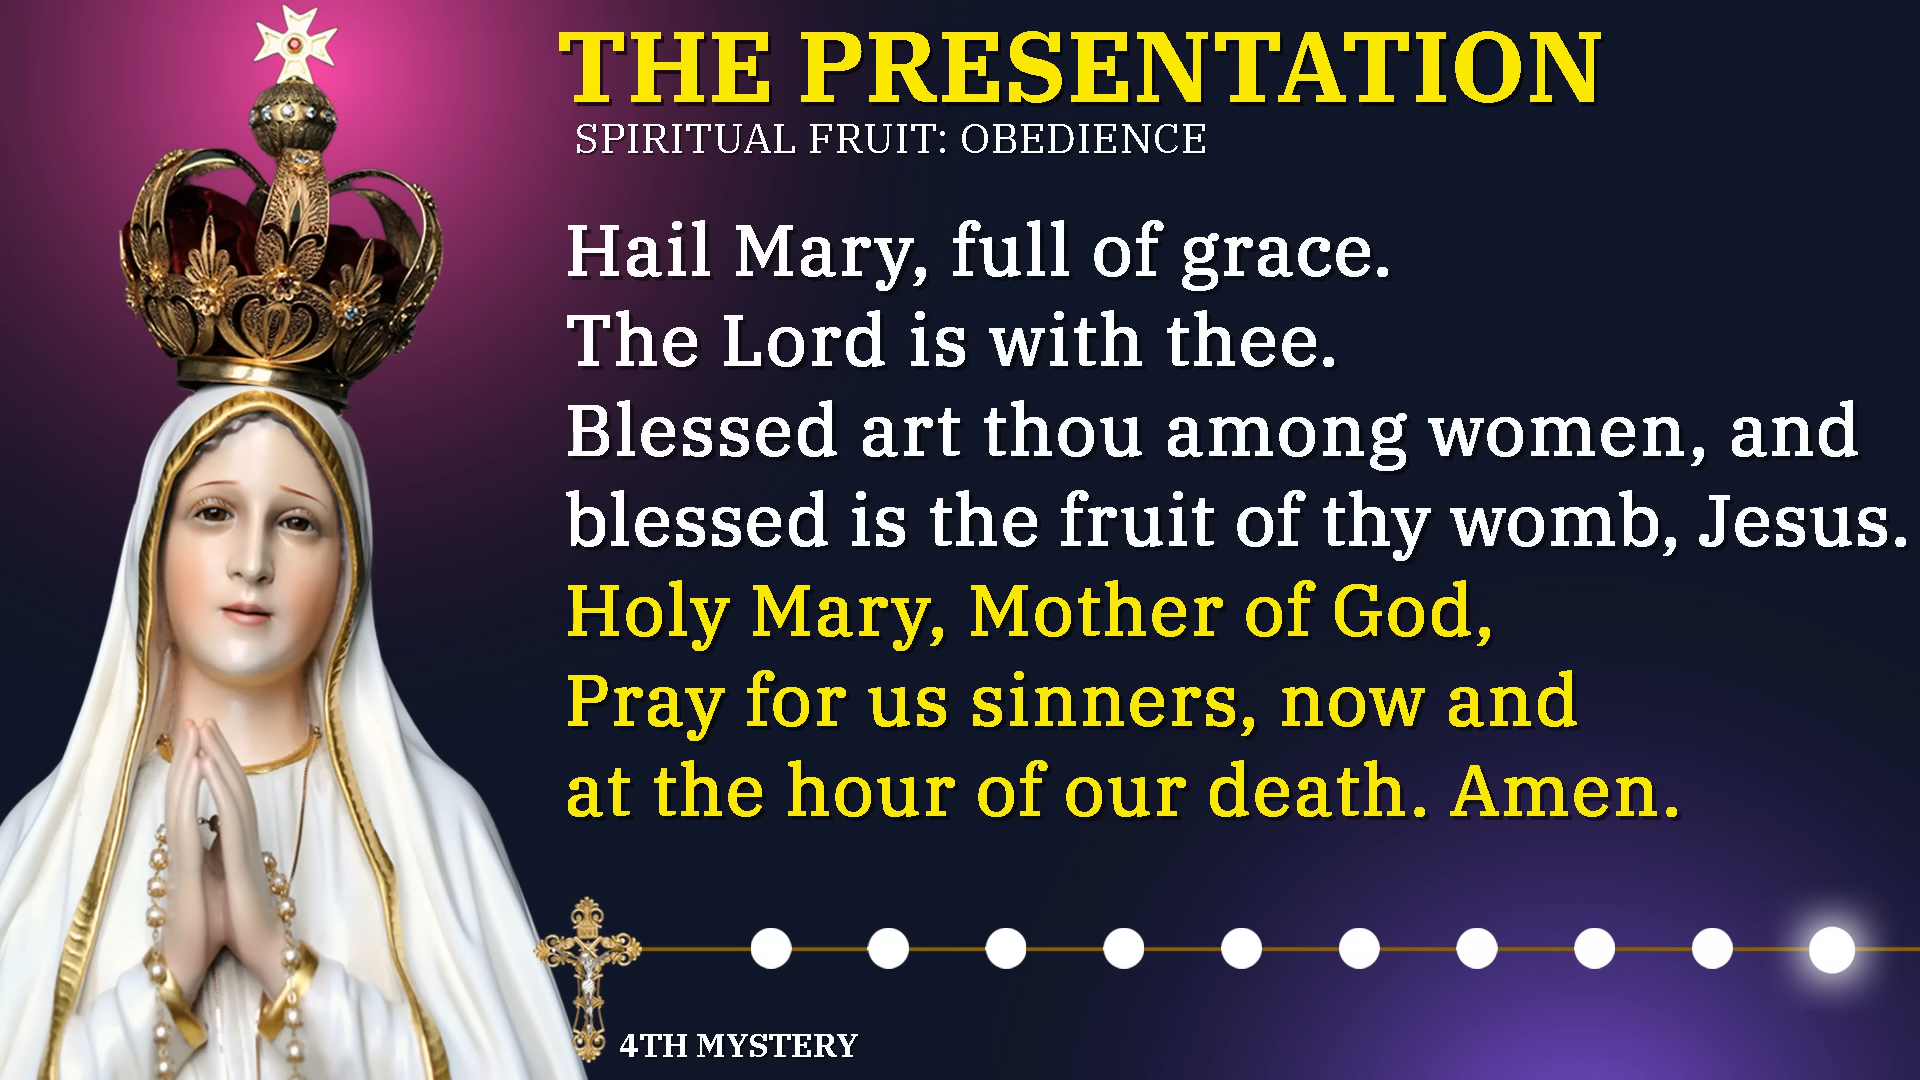 THE PRESENTATION
SPIRITUAL FRUIT: OBEDIENCE
Hail Mary, full of grace.
The Lord is with thee.
Blessed art thou among women, and
blessed is the fruit of thy womb, Jesus.
Holy Mary, Mother of God,
Pray for us sinners, now and
at the hour of our death. Amen.
4TH MYSTERY